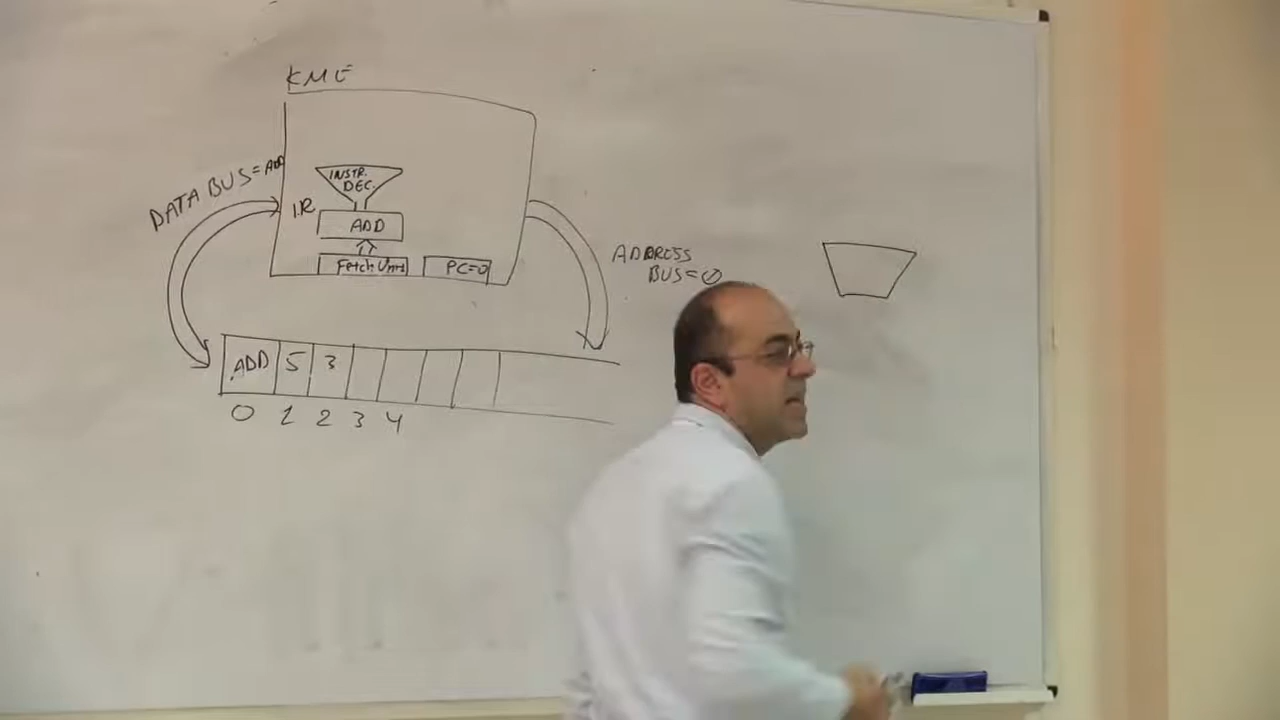 KME
DATA BUS=ADD
INSTR.
DEC.
I.R
ADD
Fetch Unit
PC=0
ADDRESS
BUS=0
ADD 5 3
0 1 2 3 4